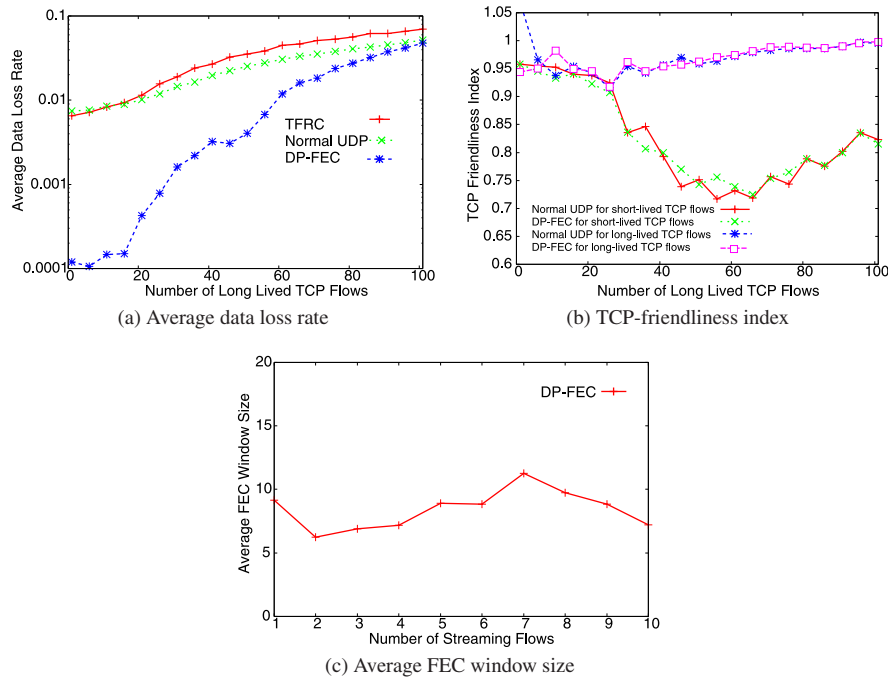 0.1
0.01
0.001
0.0001
Average Data Loss Rate
TFRC
Normal UDP
DP-FEC
0 20 40 60 80 100
Number of Long Lived TCP Flows
(a) Average data loss rate
1.05
1
0.95
0.9
0.85
0.8
0.75
0.7
0.65
0.6
TCP Friendliness Index
Normal UDP for short-lived TCP flows
DP-FEC for short-lived TCP flows
Normal UDP for long-lived TCP flows
DP-FEC for long-lived TCP flows
0 20 40 60 80 100
Number of Long Lived TCP Flows
(b) TCP-friendliness index
20
15
10
5
0
Average FEC Window Size
DP-FEC
1 2 3 4 5 6 7 8 9 10
Number of Streaming Flows
(c) Average FEC window size